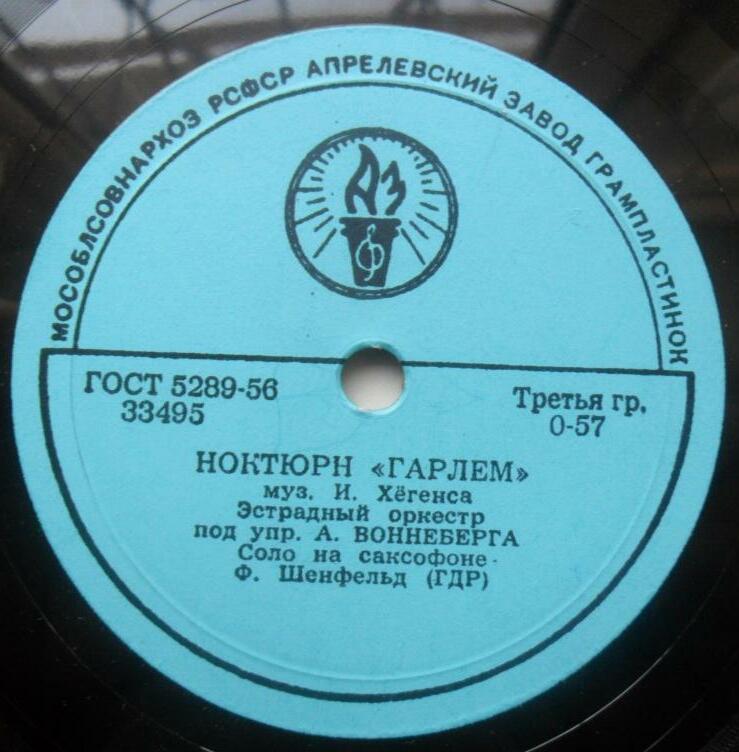 МОСОБЛСОВНАРХОЗ РСФСР АПРЕЛЕВСКИЙ ЗАВОД ГРАМПЛАСТИНОК
АЗ
ГОСТ 5289-56
33495
Третья гр.
0-57
НОКТЮРН «ГАРЛЕМ»
муз. И. Хёгенса
Эстрадный оркестр
под упр. А. ВОННЕБЕРГА
Соло на саксофоне-
Ф. Шенфельд (ГДР)